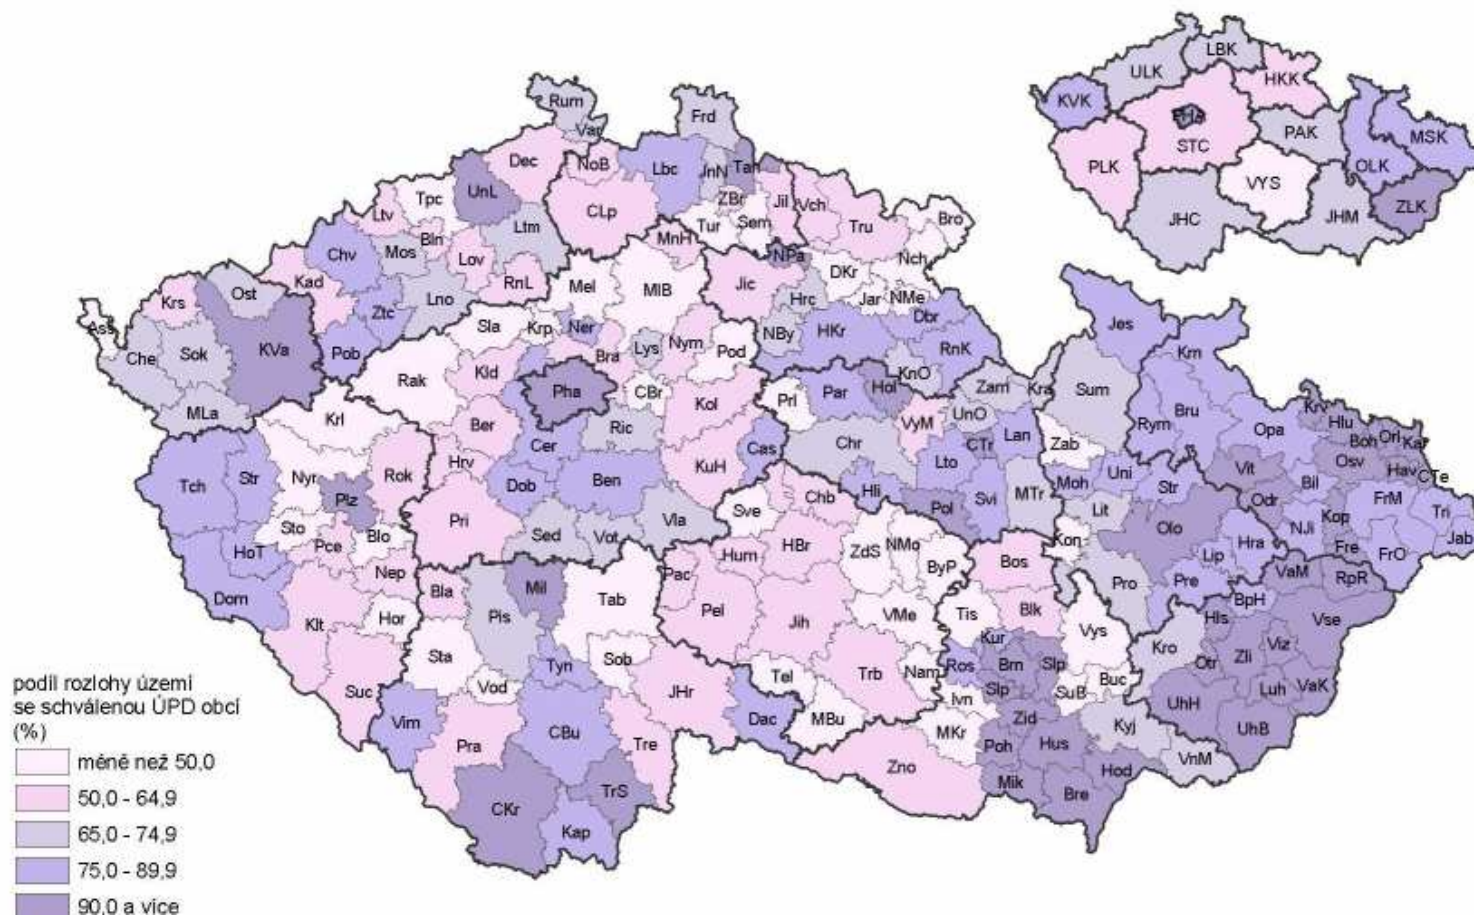 LBK
ULK
HKK
KVK
PHA
PAK
MSK
STC
OLK
PLK
VYS
ZLK
JHC
JHM
Rum
Var
Frd
Dec
NoB
Lbc
JnN
Tan
UnL
Tpc
ZBr
Jil
Vch
CLp
Bro
Ltv
Tur
Sem
Tru
Ltm
Bln
MnH
Chv
Mos
Lov
NPa
Nch
DKr
Kad
RnL
Mel
MlB
Jic
Ost
Hrc
Jar
NMe
Krs
Lno
Ztc
Dbr
Jes
Sla
Krp
Ner
NBy
HKr
Che
Sok
KVa
Pob
Lys
Nym
Pod
RnK
Krn
Bra
Kld
KnO
Rak
Pha
CBr
Prl
Par
Hol
Zam
Kra
Sum
MLa
Kol
Krl
Ber
Ric
VyM
UnO
Rym
Bru
Krv
Hlu
Opa
Boh
Orl
Kar
Cer
Cas
Chr
CTr
Lan
Zab
Hrv
KuH
Lto
Osv
Vit
Hav
CTe
Tch
Str
Nyr
Rok
Dob
Ben
Hli
Moh
Uni
Str
Bil
Plz
Svi
MTr
Odr
FrM
Pol
Lit
Olo
Tri
Sto
Pri
Vla
Sve
Chb
Kop
NJi
Blo
Sed
Vot
HBr
Kon
Hra
Jab
Pce
HoT
ZdS
NMo
Lip
Fre
FrO
Hum
ByP
Bos
Nep
Pac
Pro
Pre
VaM
RpR
Dom
Bla
Mil
Tab
Pel
BpH
Klt
Hor
Pis
Jih
VMe
Tis
Blk
Hls
Vse
Vys
Kur
Kro
Sta
Sob
Tyn
Ros
Brn
Slp
Otr
Zli
Viz
Tel
Trb
Nam
Buc
Suc
Vod
JHr
Slp
SuB
Luh
VaK
Ivn
UhH
Vim
Dac
MBu
Zid
CBu
Kyj
UhB
Pra
Tre
MKr
Poh
Hus
VnM
Zno
Hod
Mik
Bre
TrS
CKr
Kap
podíl rozlohy území
se schválenou ÚPD obcí
(%)
méně než 50,0
50,0 - 64,9
65,0 - 74,9
75,0 - 89,9
90,0 a více